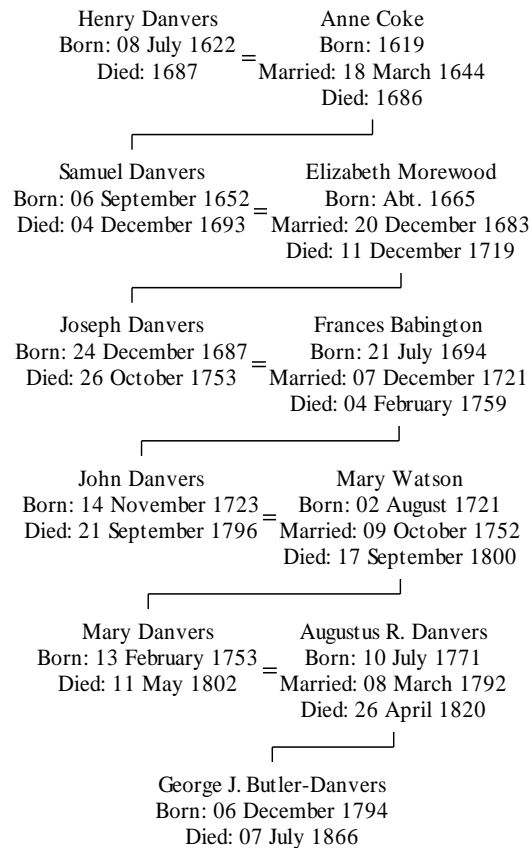 Henry Danvers
Born: 08 July 1622
Died: 1687
=
Anne Coke
Born: 1619
Married: 18 March 1644
Died: 1686
Samuel Danvers
Born: 06 September 1652
Died: 04 December 1693
=
Elizabeth Morewood
Born: Abt. 1665
Married: 20 December 1683
Died: 11 December 1719
Joseph Danvers
Born: 24 December 1687
Died: 26 October 1753
=
Frances Babington
Born: 21 July 1694
Married: 07 December 1721
Died: 04 February 1759
John Danvers
Born: 14 November 1723
Died: 21 September 1796
=
Mary Watson
Born: 02 August 1721
Married: 09 October 1752
Died: 17 September 1800
Mary Danvers
Born: 13 February 1753
Died: 11 May 1802
=
Augustus R. Danvers
Born: 10 July 1771
Married: 08 March 1792
Died: 26 April 1820
George J. Butler-Danvers
Born: 06 December 1794
Died: 07 July 1866